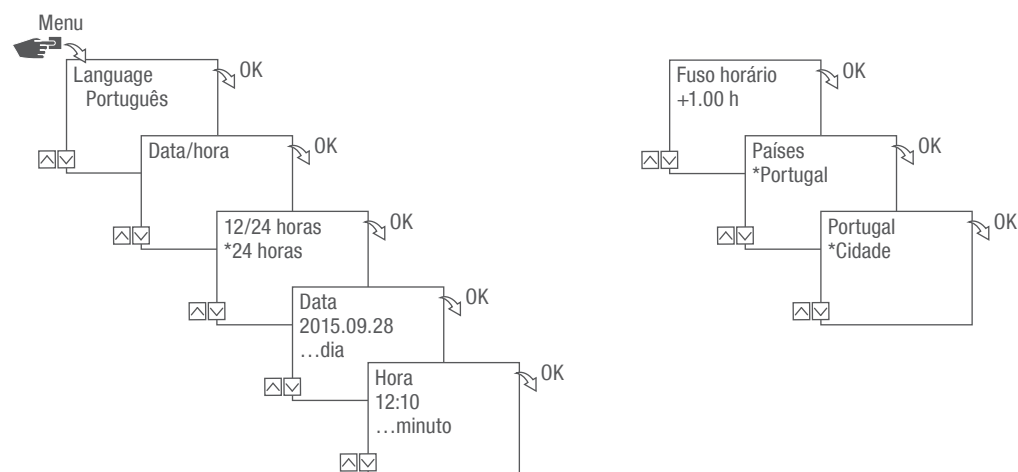 Menu
Language
Português
OK
Data/hora
OK
12/24 horas
*24 horas
OK
Data
2015.09.28
…dia
OK
Hora
12:10
…minuto
OK
Fuso horário
+1.00 h
OK
Países
*Portugal
OK
Portugal
*Cidade
OK